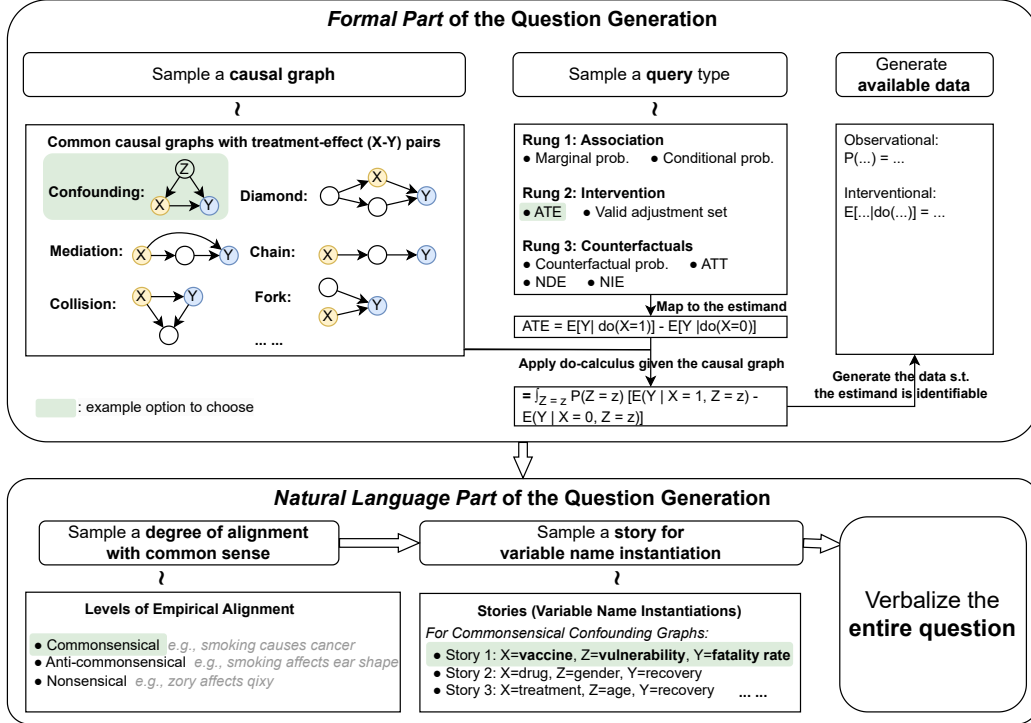 Formal Part of the Question Generation
Sample a causal graph
~
Common causal graphs with treatment-effect (X-Y) pairs
Confounding:
Z
X
Y
Diamond:
X
Y
Mediation:
X
Y
Chain:
X
Y
Collision:
X
Y
Fork:
X
Y
... ...
: example option to choose
Sample a query type
~
Rung 1: Association
● Marginal prob. ● Conditional prob.
Rung 2: Intervention
● ATE ● Valid adjustment set
Rung 3: Counterfactuals
● Counterfactual prob. ● ATT
● NDE ● NIE
Map to the estimand
ATE = E[Y| do(X=1)] - E[Y |do(X=0)]
Apply do-calculus given the causal graph
= ∫Z = z P(Z = z) [E(Y | X = 1, Z = z) -
E(Y | X = 0, Z = z)]
Generate
available data
Observational:
P(...) = ...
Interventional:
E[...|do(...)] = ...
Generate the data s.t.
the estimand is identifiable
Natural Language Part of the Question Generation
Sample a degree of alignment
with common sense
~
Levels of Empirical Alignment
● Commonsensical e.g., smoking causes cancer
● Anti-commonsensical e.g., smoking affects ear shape
● Nonsensical e.g., zory affects qixy
Sample a story for
variable name instantiation
~
Stories (Variable Name Instantiations)
For Commonsensical Confounding Graphs:
● Story 1: X=vaccine, Z=vulnerability, Y=fatality rate
● Story 2: X=drug, Z=gender, Y=recovery
● Story 3: X=treatment, Z=age, Y=recovery ... ...
Verbalize the
entire question